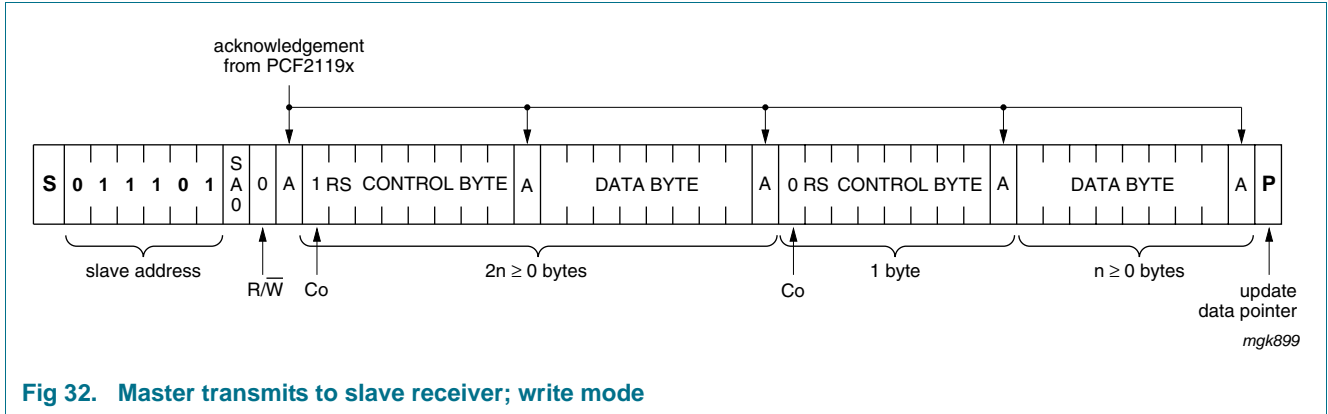 acknowledgement
from PCF2119x
S 0 1 1 1 0 1 SA0 0 A 1 RS CONTROL BYTE A DATA BYTE A 0 RS CONTROL BYTE A DATA BYTE A P
slave address 2n ≥ 0 bytes 1 byte n ≥ 0 bytes
R/W̅ Co Co update
data pointer
mgk899
Fig 32. Master transmits to slave receiver; write mode